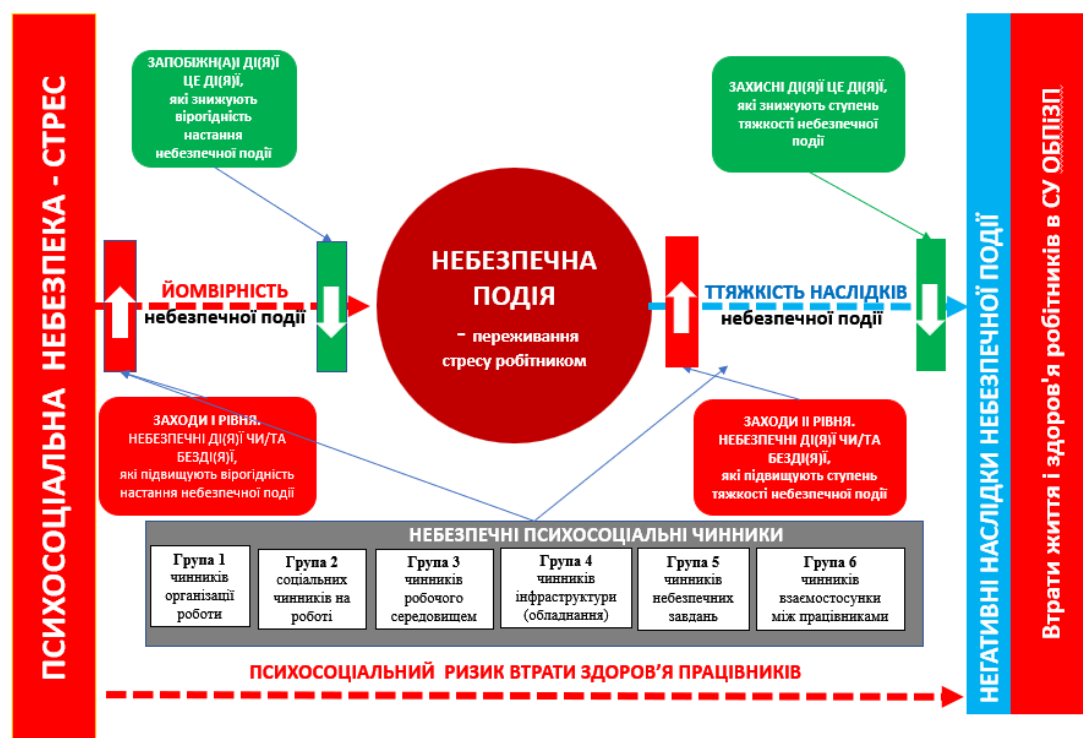 ПСИХОСОЦІАЛЬНА НЕБЕЗПЕКА - СТРЕС
ЗАПОБІЖН(А)І ДІ(Я)Ї
ЦЕ ДІ(Я)Ї,
які знижують
вірогідність
настання
небезпечної події
ЗАХИСНІ ДІ(Я)Ї ЦЕ ДІ(Я)Ї,
які знижують ступень
тяжкості небезпечної
події
ЙОМВІРНІСТЬ
небезпечної події
НЕБЕЗПЕЧНА
ПОДІЯ
- переживання
стресу робітником
ТТЯЖКІСТЬ НАСЛІДКІВ
небезпечної події
ЗАХОДИ І РІВНЯ.
НЕБЕЗПЕЧНІ ДІ(Я)Ї ЧИ/ТА
БЕЗДІ(Я)Ї,
які підвищують вірогідність
настання небезпечної події
ЗАХОДИ ІІ РІВНЯ.
НЕБЕЗПЕЧНІ ДІ(Я)Ї ЧИ/ТА
БЕЗДІ(Я)Ї,
які підвищують ступень
тяжкості небезпечної події
НЕБЕЗПЕЧНІ ПСИХОСОЦІАЛЬНІ ЧИННИКИ
Група 1
чинників
організації
роботи
Група 2
соціальних
чинників на
роботі
Група 3
чинників
робочого
середовищем
Група 4
чинників
інфраструктури
(обладнання)
Група 5
чинників
небезпечних
завдань
Група 6
чинників
взаємостосунки
між працівниками
ПСИХОСОЦІАЛЬНИЙ РИЗИК ВТРАТИ ЗДОРОВ'Я ПРАЦІВНИКІВ
НЕГАТИВНІ НАСЛІДКИ НЕБЕЗПЕЧНОЇ ПОДІЇ
Втрати життя і здоров'я робітників в СУ ОБПіЗП